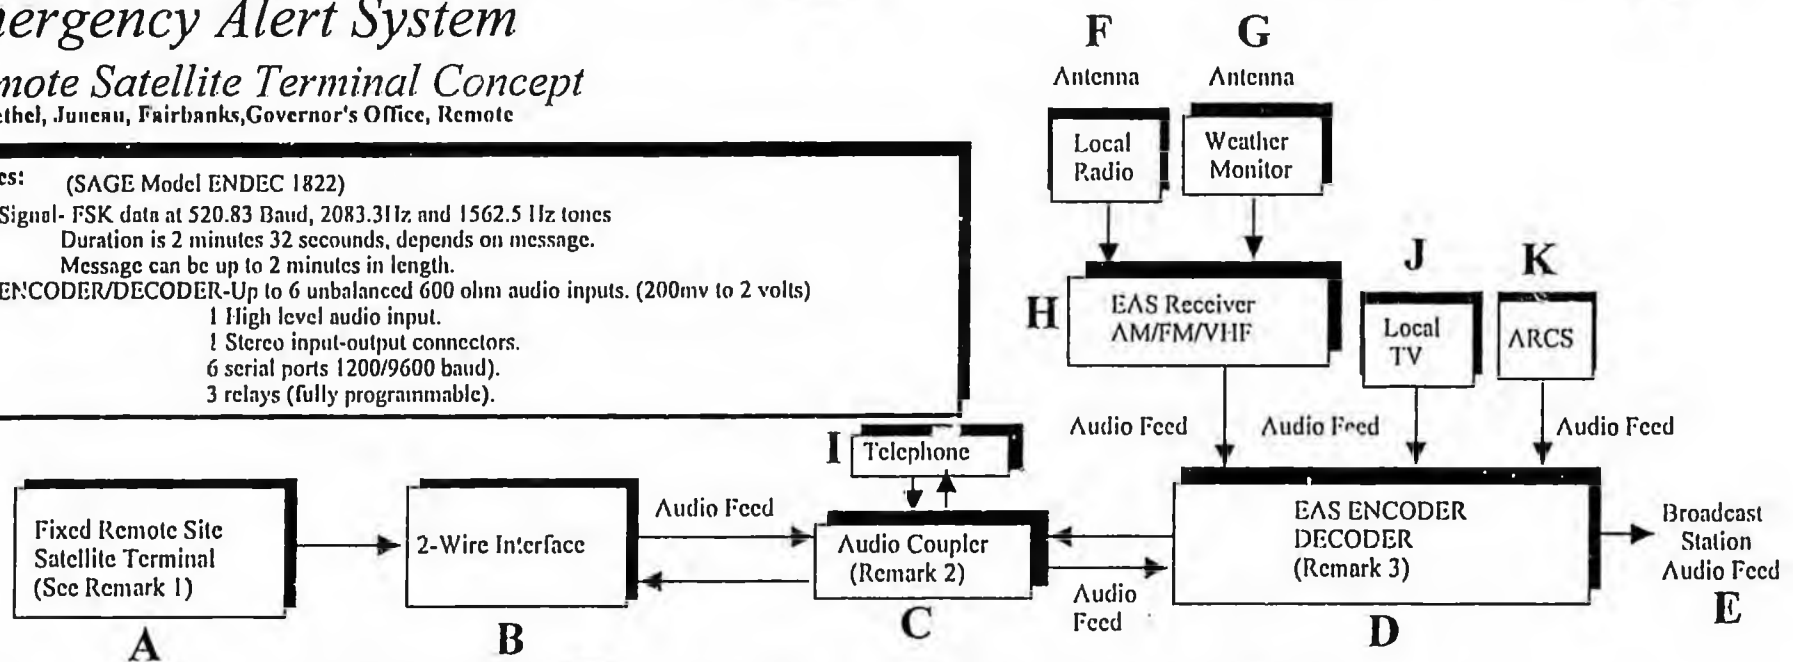 ergency Alert System
mote Satellite Terminal Concept
ethel, Juneau, Fairbanks,Governor's Office, Remote
es: (SAGE Model ENDEC 1822)
Signal- FSK data at 520.83 Baud, 2083.3Hz and 1562.5 Hz tones
Duration is 2 minutes 32 secounds, depends on message.
Message can be up to 2 minutes in length.
ENCODER/DECODER-Up to 6 unbalanced 600 ohm audio inputs. (200mv to 2 volts)
1 High level audio input.
1 Stereo input-output connectors.
6 serial ports 1200/9600 baud).
3 relays (fully programmable).
F
G
Antenna
Antenna
Local
Radio
Weather
Monitor
H
EAS Receiver
AM/FM/VHF
J
K
Local
TV
ARCS
Audio Feed
Audio Feed
Audio Feed
I
Telephone
Fixed Remote Site
Satellite Terminal
(See Remark 1)
A
2-Wire Interface
B
Audio Feed
Audio Coupler
(Remark 2)
C
Audio
Feed
EAS ENCODER
DECODER
(Remark 3)
D
Broadcast
Station
Audio Feed
E